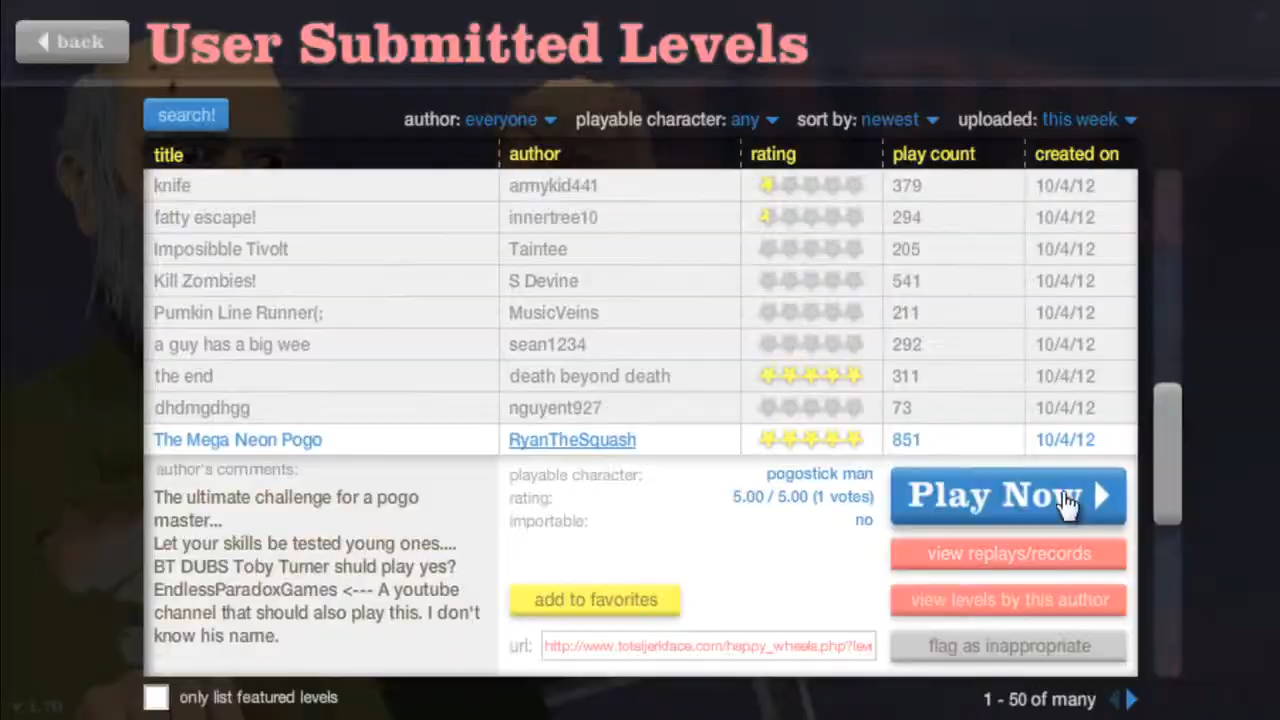 back
User Submitted Levels
search!
author: everyone playable character: any sort by: newest uploaded: this week
title author rating play count created on
knife armykid441 379 10/4/12
fatty escape! innertree10 294 10/4/12
Imposibble Tivolt Taintee 205 10/4/12
Kill Zombies! S Devine 541 10/4/12
Pumkin Line Runner(; MusicVeins 211 10/4/12
a guy has a big wee sean1234 292 10/4/12
the end death beyond death 311 10/4/12
dhdmgdhgg nguyent927 73 10/4/12
The Mega Neon Pogo RyanTheSquash 851 10/4/12
author's comments:
The ultimate challenge for a pogo
master...
Let your skills be tested young ones....
BT DUBS Toby Turner shuld play yes?
EndlessParadoxGames <--- A youtube
channel that should also play this. I don't
know his name.
playable character: pogostick man
rating: 5.00 / 5.00 (1 votes)
importable: no
add to favorites
url: http://www.totaljerkface.com/happy_wheels.php?lev
Play Now
view replays/records
view levels by this author
flag as inappropriate
only list featured levels
1 - 50 of many
v 1.70